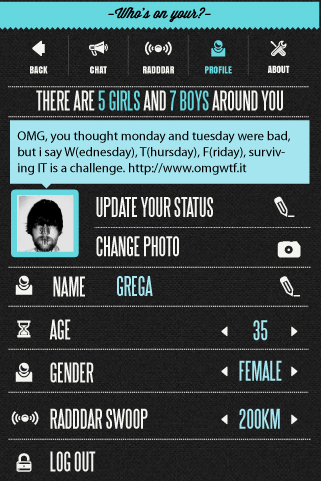 -Who's on your?-
BACK CHAT RADDDAR PROFILE ABOUT
THERE ARE 5 GIRLS AND 7 BOYS AROUND YOU
OMG, you thought monday and tuesday were bad,
but i say W(ednesday), T(hursday), F(riday), surviv-
ing IT is a challenge. http://www.omgwtf.it
UPDATE YOUR STATUS
CHANGE PHOTO
NAME GREGA
AGE 35
GENDER FEMALE
RADDDAR SWOOP 200KM
LOG OUT